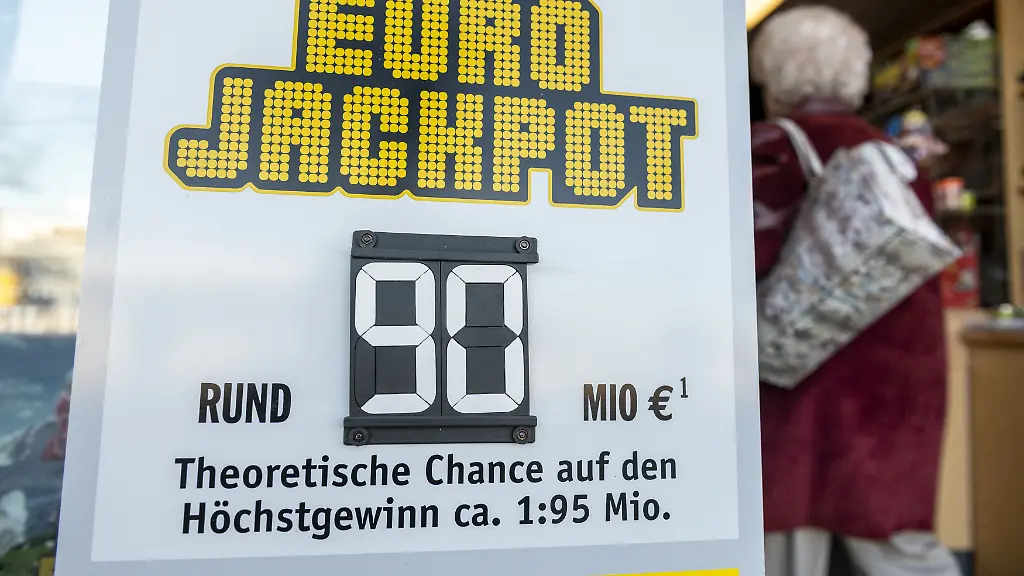 EURO
JACKPOT
RUND 90 MIO €¹
Theoretische Chance auf den
Höchstgewinn ca. 1:95 Mio.